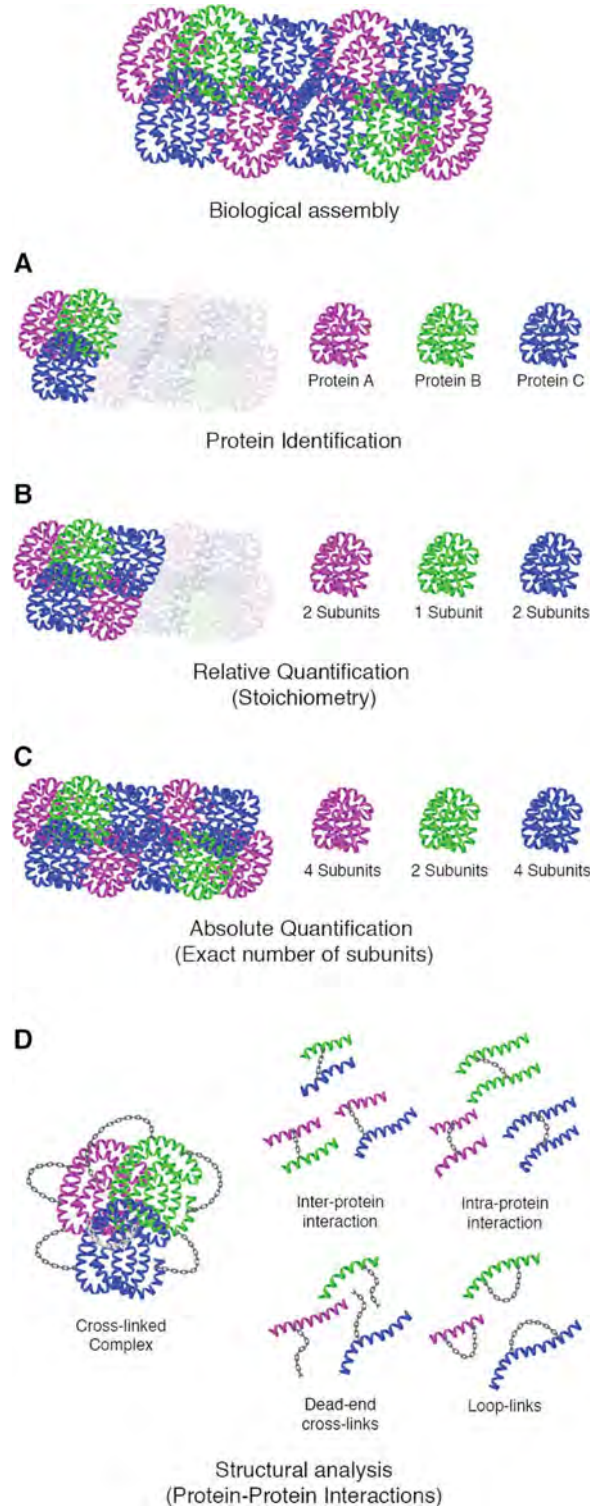 Biological assembly
A
Protein A
Protein B
Protein C
Protein Identification
B
2 Subunits
1 Subunit
2 Subunits
Relative Quantification
(Stoichiometry)
C
4 Subunits
2 Subunits
4 Subunits
Absolute Quantification
(Exact number of subunits)
D
Inter-protein
interaction
Intra-protein
interaction
Cross-linked
Complex
Dead-end
cross-links
Loop-links
Structural analysis
(Protein-Protein Interactions)